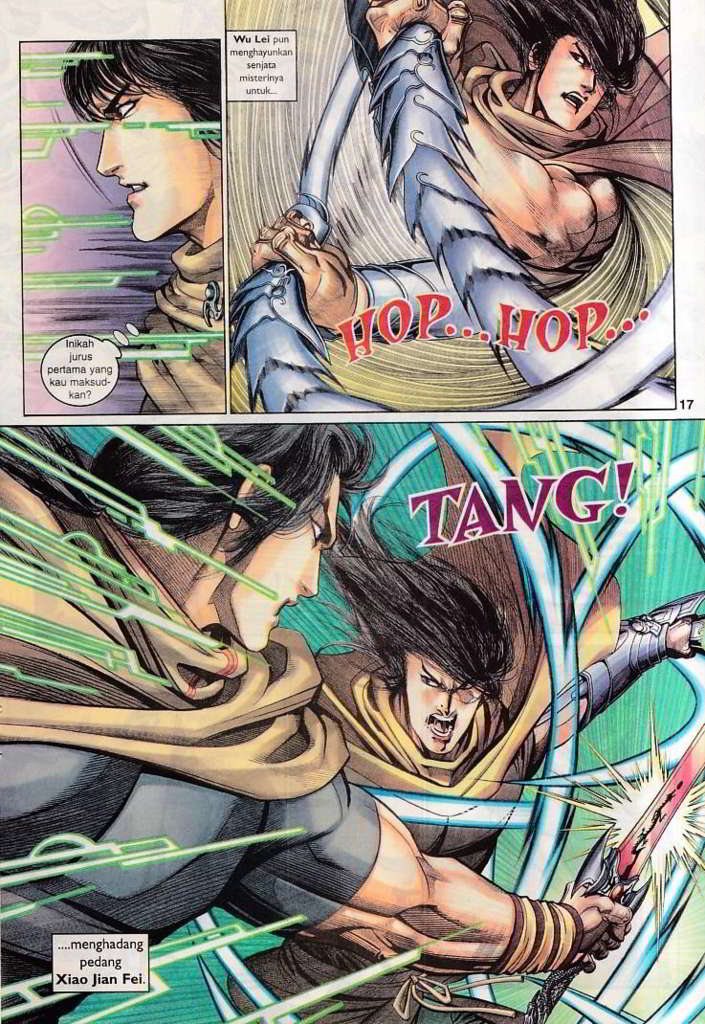 Wu Lei pun
menghayunkan
senjata
misterinya
untuk...
Inikah
jurus
pertama yang
kau maksud-
kan?
HOP...HOP...
17
TANG!
....menghadang
pedang
Xiao Jian Fei.